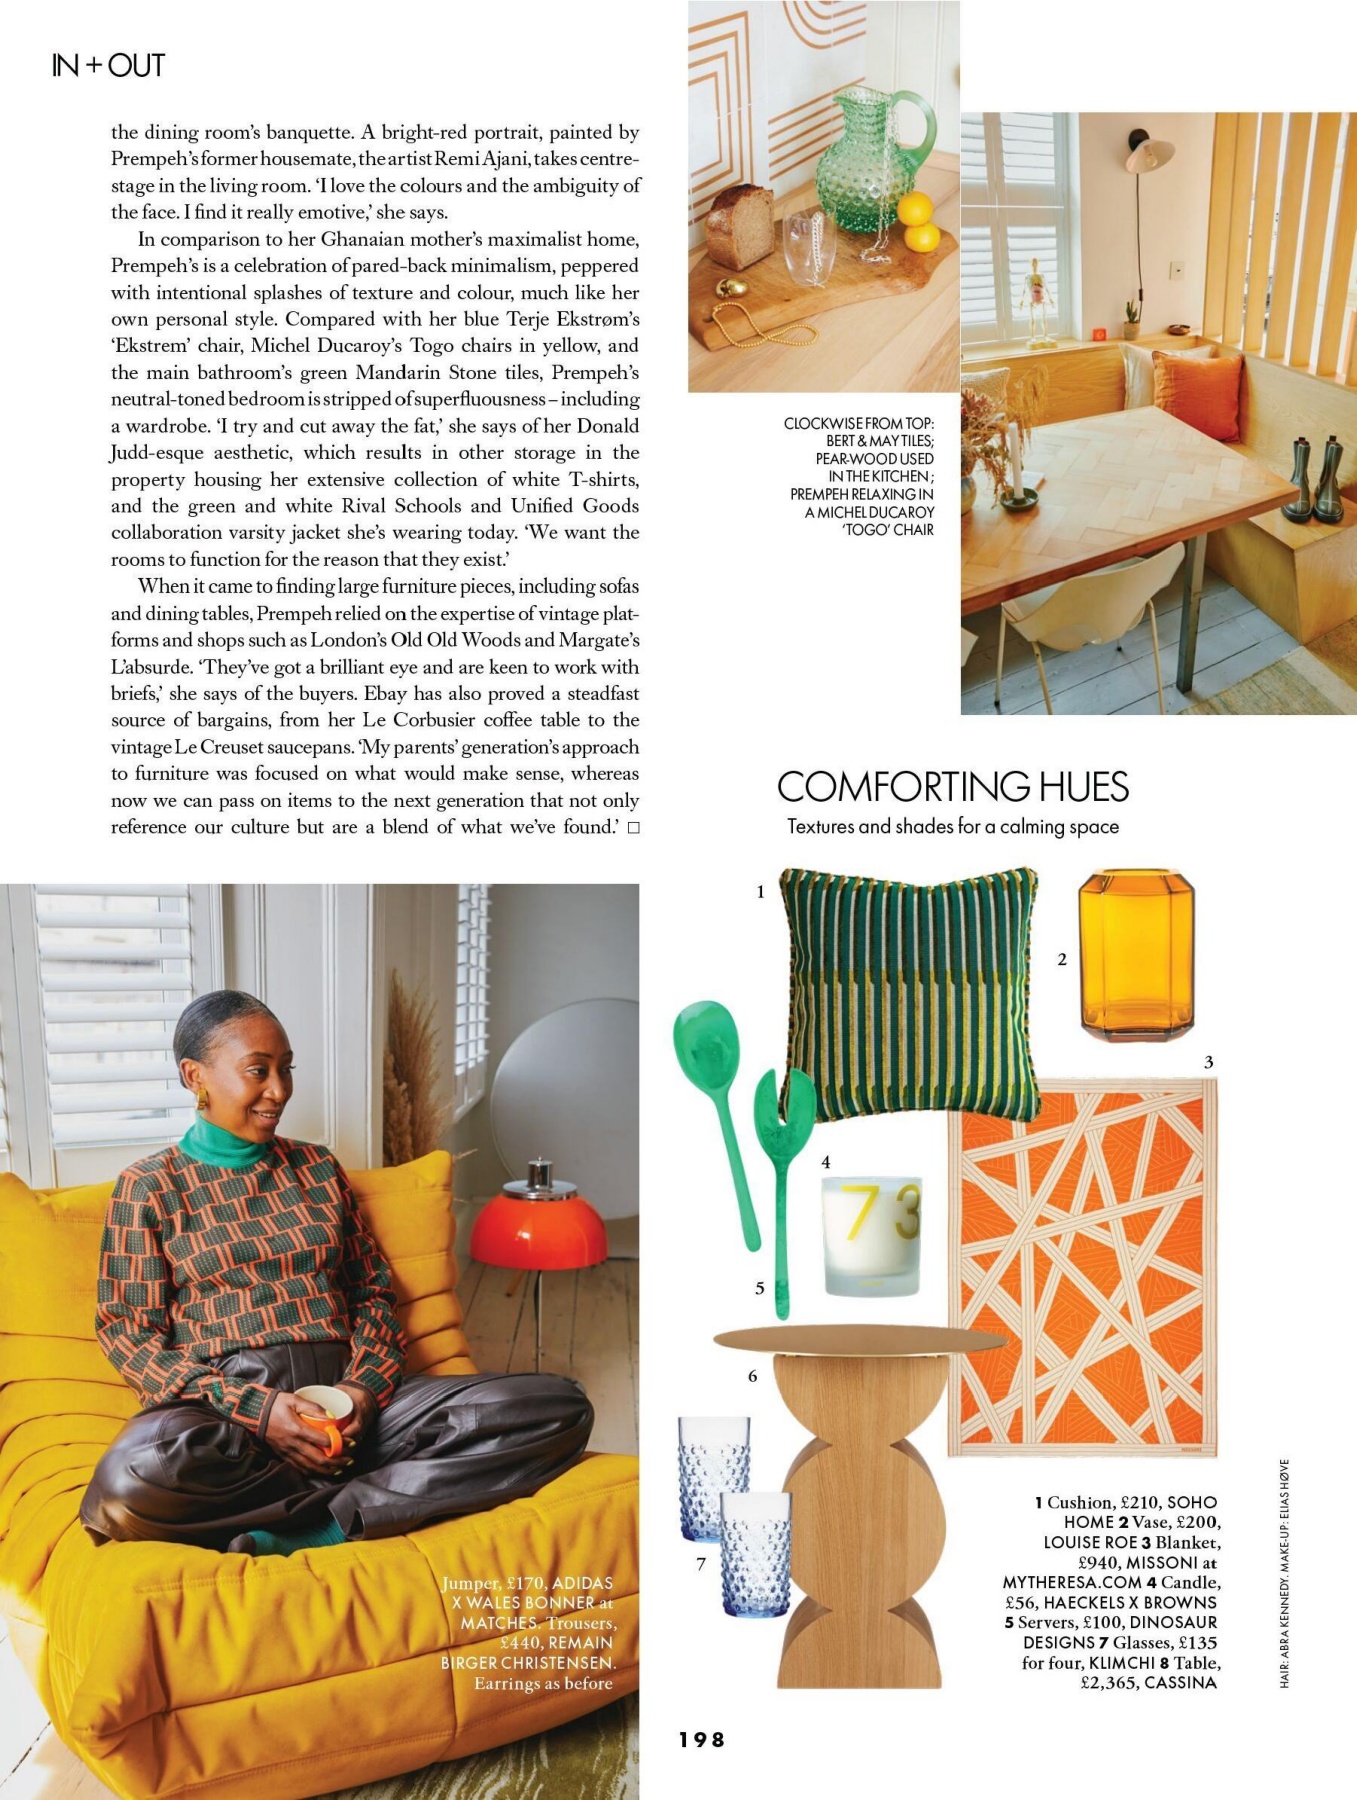 IN + OUT
the dining room's banquette. A bright-red portrait, painted by
Prempeh's former housemate, the artist Remi Ajani, takes centre-
stage in the living room. ‘I love the colours and the ambiguity of
the face. I find it really emotive,’ she says.
In comparison to her Ghanaian mother's maximalist home,
Prempeh's is a celebration of pared-back minimalism, peppered
with intentional splashes of texture and colour, much like her
own personal style. Compared with her blue Terje Ekstrøm's
‘Ekstrem’ chair, Michel Ducaroy's Togo chairs in yellow, and
the main bathroom's green Mandarin Stone tiles, Prempeh's
neutral-toned bedroom is stripped of superfluousness – including
a wardrobe. ‘I try and cut away the fat,’ she says of her Donald
Judd-esque aesthetic, which results in other storage in the
property housing her extensive collection of white T-shirts,
and the green and white Rival Schools and Unified Goods
collaboration varsity jacket she's wearing today. ‘We want the
rooms to function for the reason that they exist.’
When it came to finding large furniture pieces, including sofas
and dining tables, Prempeh relied on the expertise of vintage plat-
forms and shops such as London's Old Old Woods and Margate's
L'absurde. ‘They've got a brilliant eye and are keen to work with
briefs,’ she says of the buyers. Ebay has also proved a steadfast
source of bargains, from her Le Corbusier coffee table to the
vintage Le Creuset saucepans. ‘My parents’ generation's approach
to furniture was focused on what would make sense, whereas
now we can pass on items to the next generation that not only
reference our culture but are a blend of what we've found.’ □
CLOCKWISE FROM TOP:
BERT & MAY TILES;
PEAR-WOOD USED
IN THE KITCHEN ;
PREMPEH RELAXING IN
A MICHEL DUCAROY
‘TOGO’ CHAIR
COMFORTING HUES
Textures and shades for a calming space
1
2
3
4
73
5
6
7
Jumper, £170, ADIDAS
X WALES BONNER at
MATCHES. Trousers,
£440, REMAIN
BIRGER CHRISTENSEN.
Earrings as before
1 Cushion, £210, SOHO
HOME 2 Vase, £200,
LOUISE ROE 3 Blanket,
£940, MISSONI at
MYTHERESA.COM 4 Candle,
£56, HAECKELS X BROWNS
5 Servers, £100, DINOSAUR
DESIGNS 7 Glasses, £135
for four, KLIMCHI 8 Table,
£2,365, CASSINA
HAIR: ABRA KENNEDY. MAKE-UP: ELIAS HØVE
198